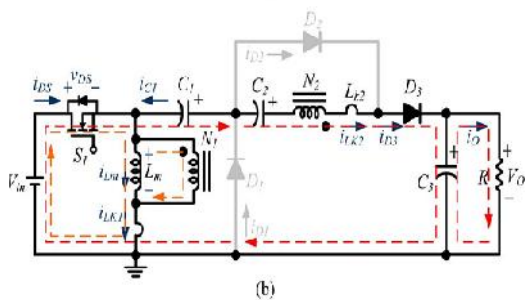 D2
iD2
iDS + vDS −
iC1 C1 +
C2 +
N2
Lk2
D3
S1
N1
iLK2 iD3
iO
Vin
iLm
Lm
D1
C3 +
R
+ VO −
iLK1
iD1
(b)